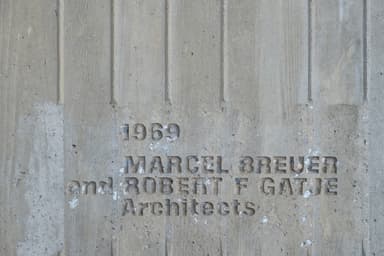 1969
MARCEL BREUER
and ROBERT F GATJE
Architects